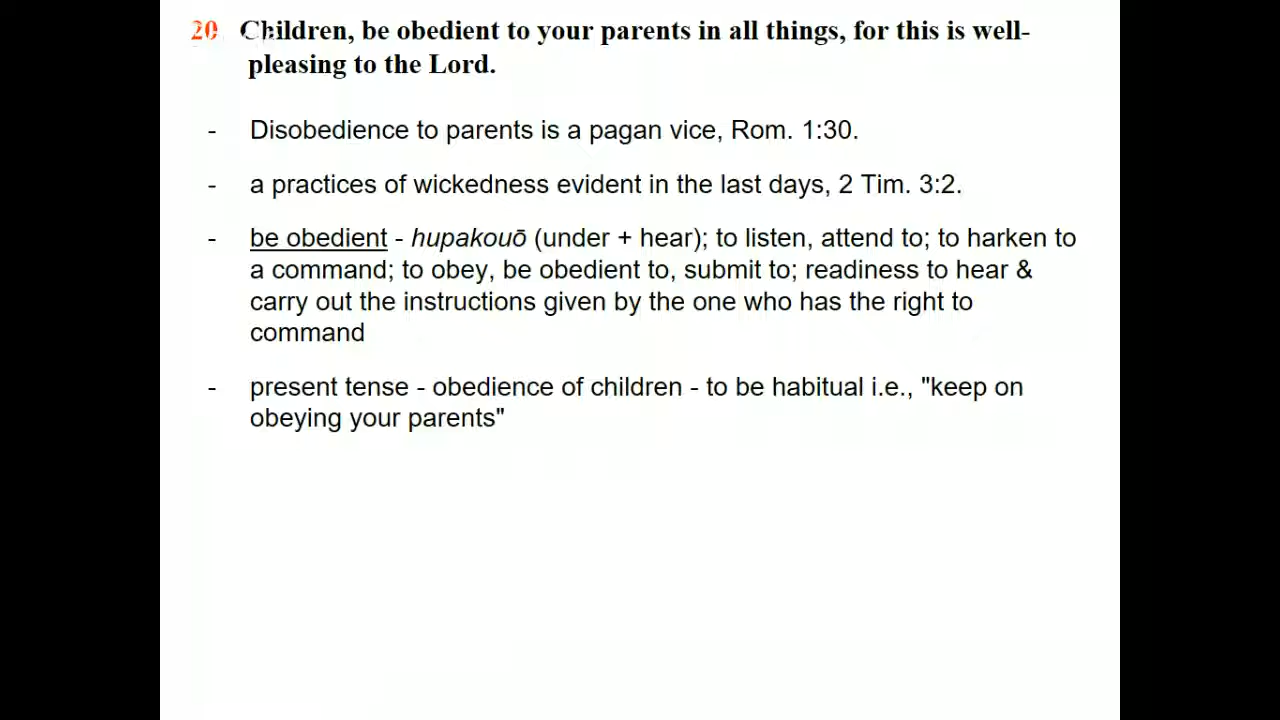 20 Children, be obedient to your parents in all things, for this is well-
pleasing to the Lord.
- Disobedience to parents is a pagan vice, Rom. 1:30.
- a practices of wickedness evident in the last days, 2 Tim. 3:2.
- be obedient - hupakouō (under + hear); to listen, attend to; to harken to
a command; to obey, be obedient to, submit to; readiness to hear &
carry out the instructions given by the one who has the right to
command
- present tense - obedience of children - to be habitual i.e., "keep on
obeying your parents"